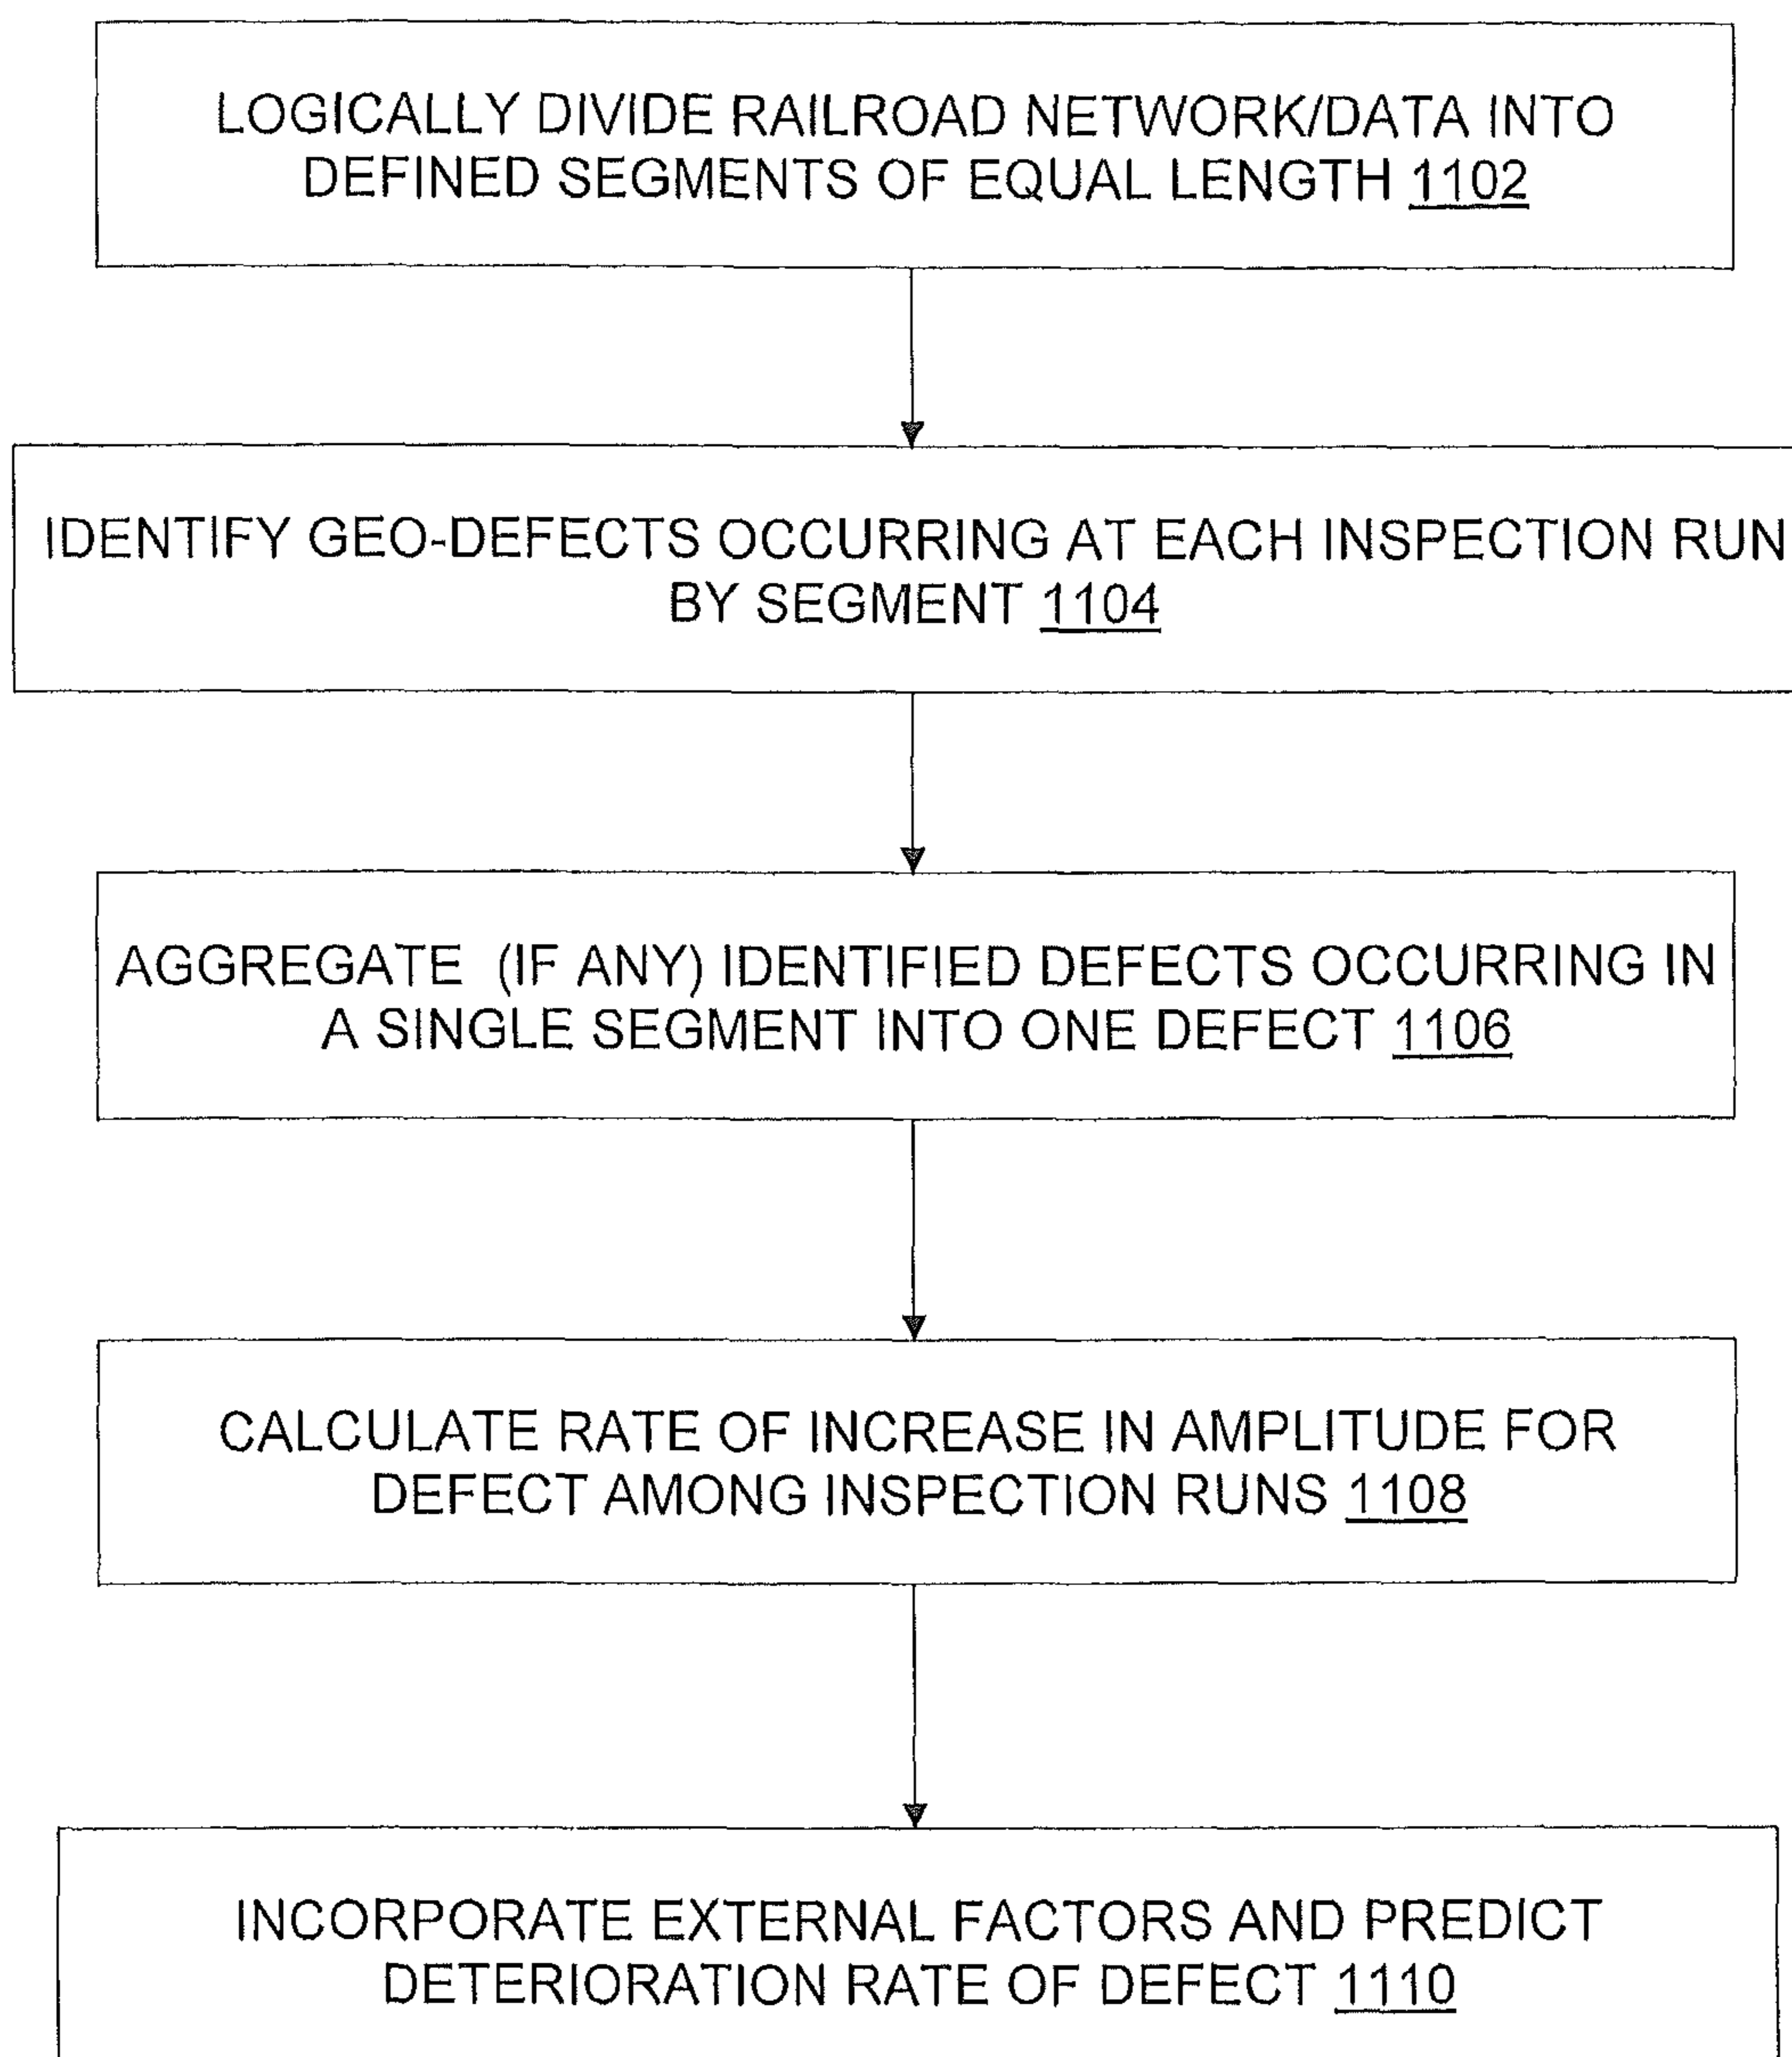 LOGICALLY DIVIDE RAILROAD NETWORK/DATA INTO
DEFINED SEGMENTS OF EQUAL LENGTH 1102
IDENTIFY GEO-DEFECTS OCCURRING AT EACH INSPECTION RUN
BY SEGMENT 1104
AGGREGATE (IF ANY) IDENTIFIED DEFECTS OCCURRING IN
A SINGLE SEGMENT INTO ONE DEFECT 1106
CALCULATE RATE OF INCREASE IN AMPLITUDE FOR
DEFECT AMONG INSPECTION RUNS 1108
INCORPORATE EXTERNAL FACTORS AND PREDICT
DETERIORATION RATE OF DEFECT 1110